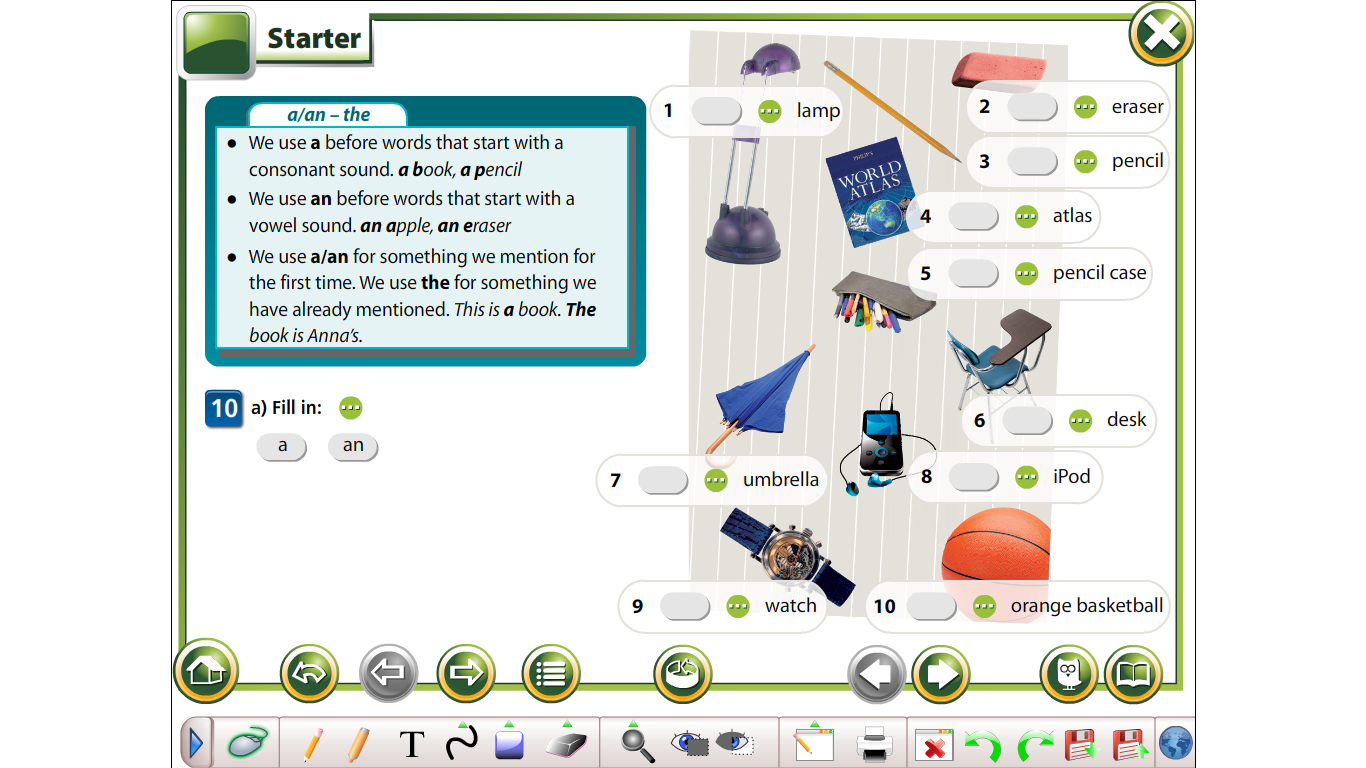 Starter
a/an – the
• We use a before words that start with a
consonant sound. a book, a pencil
• We use an before words that start with a
vowel sound. an apple, an eraser
• We use a/an for something we mention for
the first time. We use the for something we
have already mentioned. This is a book. The
book is Anna's.
10 a) Fill in:
a an
1 lamp
2 eraser
3 pencil
PHILIP'S
WORLD
ATLAS
4 atlas
5 pencil case
6 desk
7 umbrella
8 iPod
9 watch
10 orange basketball
T